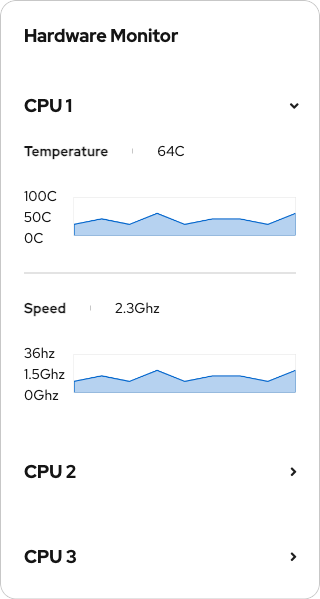 Hardware Monitor
CPU 1
Temperature 64C
100C
50C
0C
Speed 2.3Ghz
36hz
1.5Ghz
0Ghz
CPU 2
CPU 3